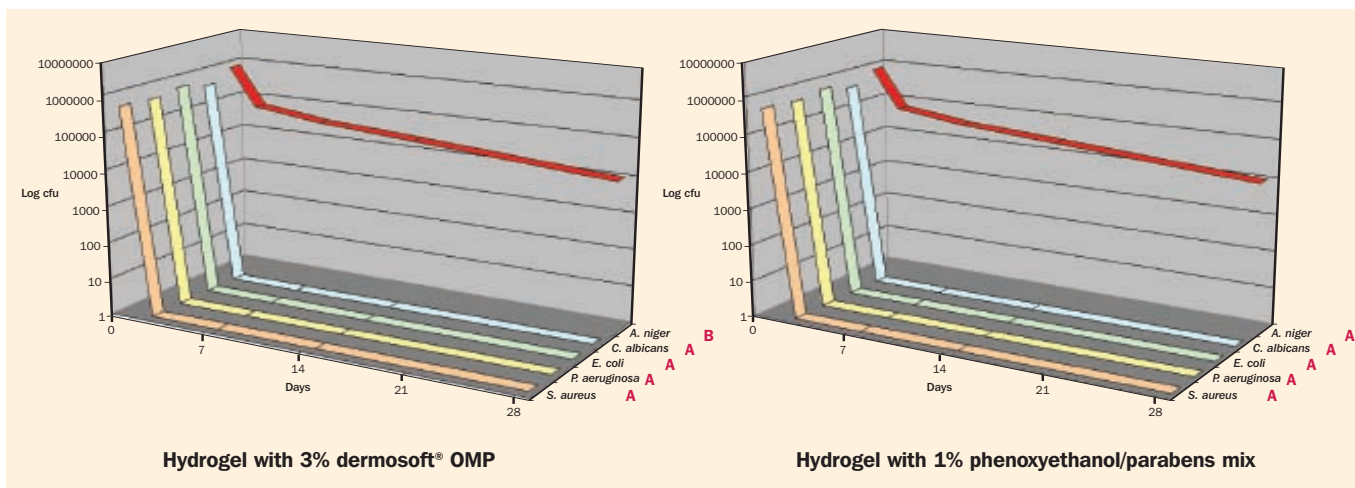 10000000
1000000
100000
10000
Log cfu
1000
100
10
1
0
7
14
Days
21
28
A. niger B
C. albicans A
E. coli A
P. aeruginosa A
S. aureus A
Hydrogel with 3% dermosoft® OMP
10000000
1000000
100000
10000
Log cfu
1000
100
10
1
0
7
14
Days
21
28
A. niger A
C. albicans A
E. coli A
P. aeruginosa A
S. aureus A
Hydrogel with 1% phenoxyethanol/parabens mix